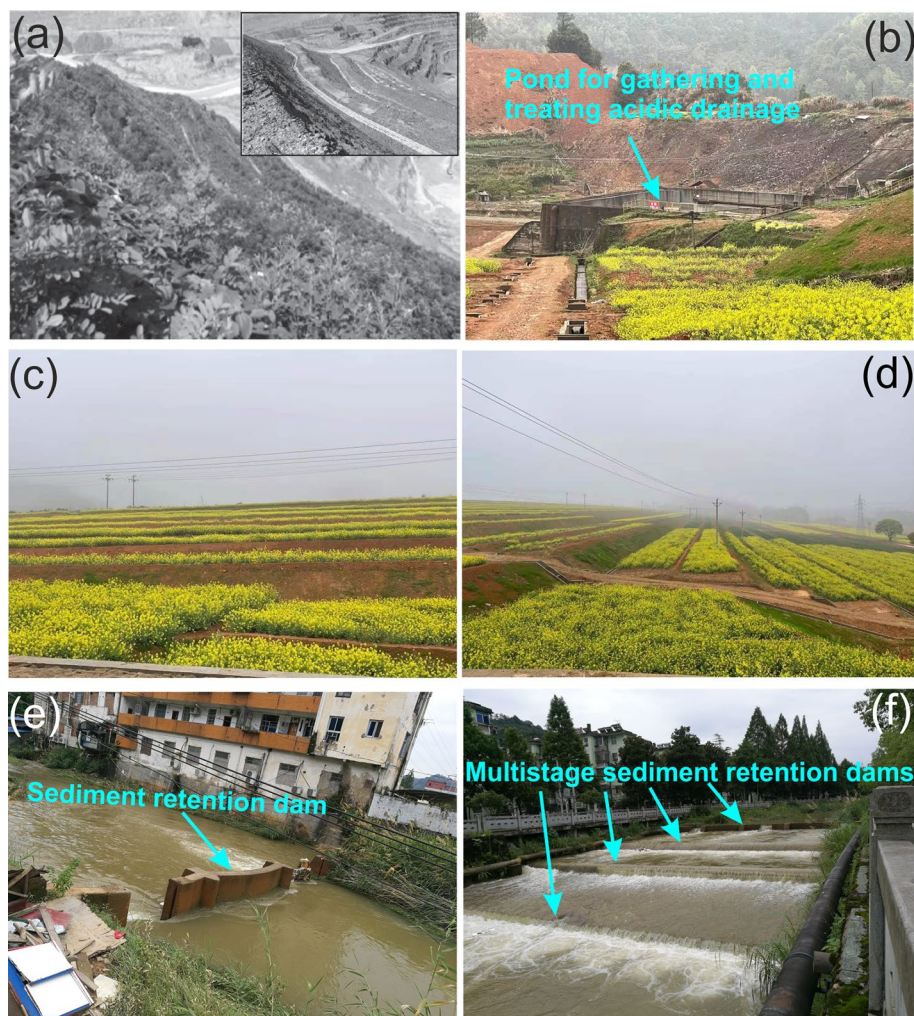 (a)
(b)
Pond for gathering and
treating acidic drainage
(c)
(d)
(e)
Sediment retention dam
(f)
Multistage sediment retention dams